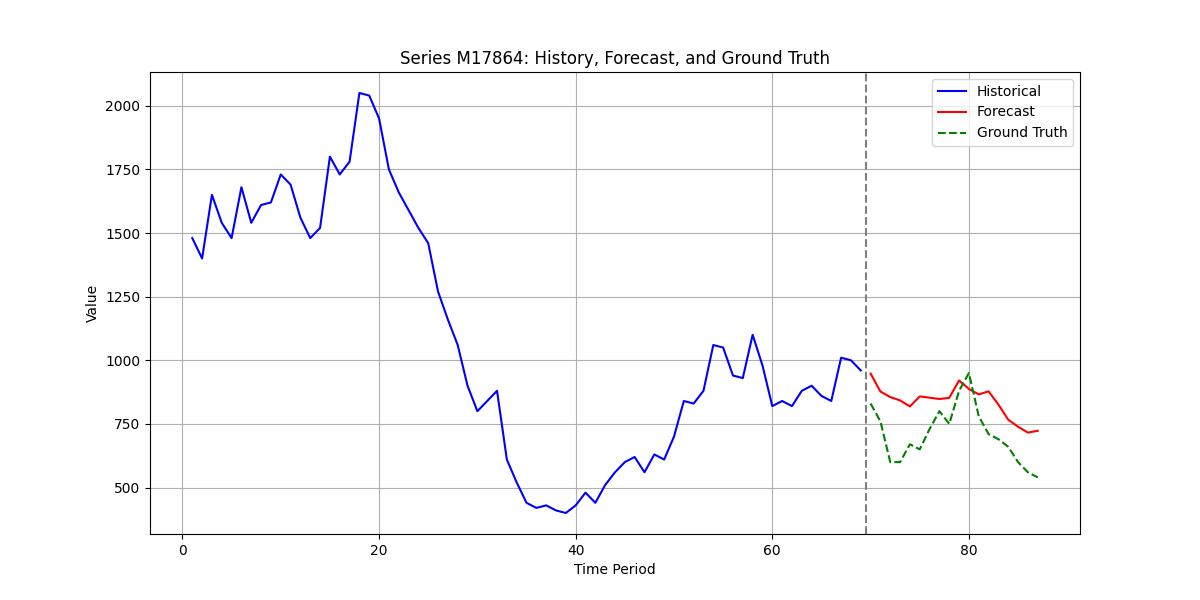 Series M17864: History, Forecast, and Ground Truth
Historical
Forecast
Ground Truth
2000
1750
1500
1250
1000
750
500
Value
0 20 40 60 80
Time Period